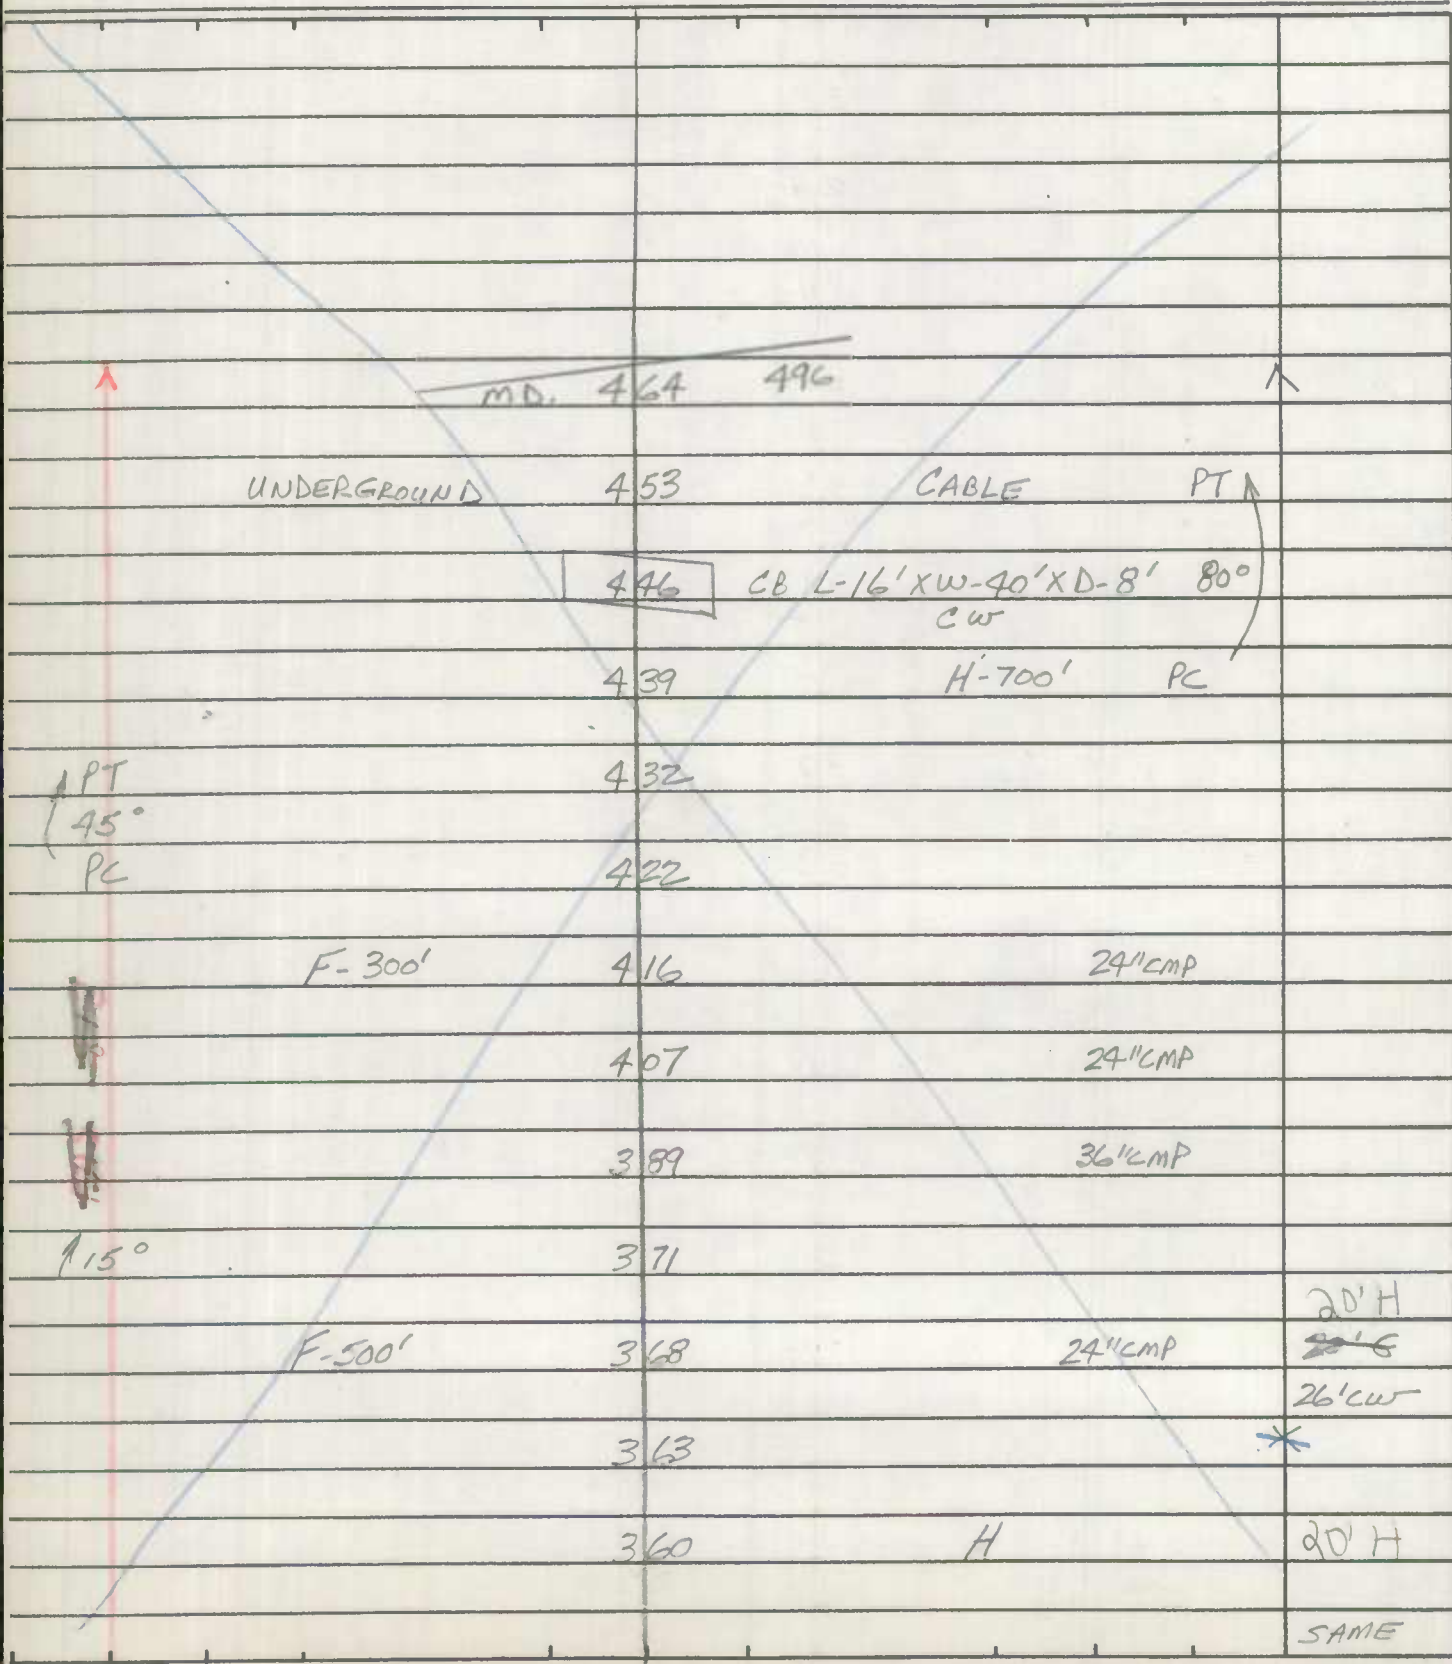 MD. 464 496
UNDERGROUND 453 CABLE PT
446 CB L-16'XW-40'XD-8' 80°
CW
439 H-700' PC
PT 432
45°
PC 422
F-300' 416 24"CMP
407 24"CMP
389 36"CMP
15° 371
20'H
F-500' 368 24"CMP
26'CW
363
360 H 20'H
SAME